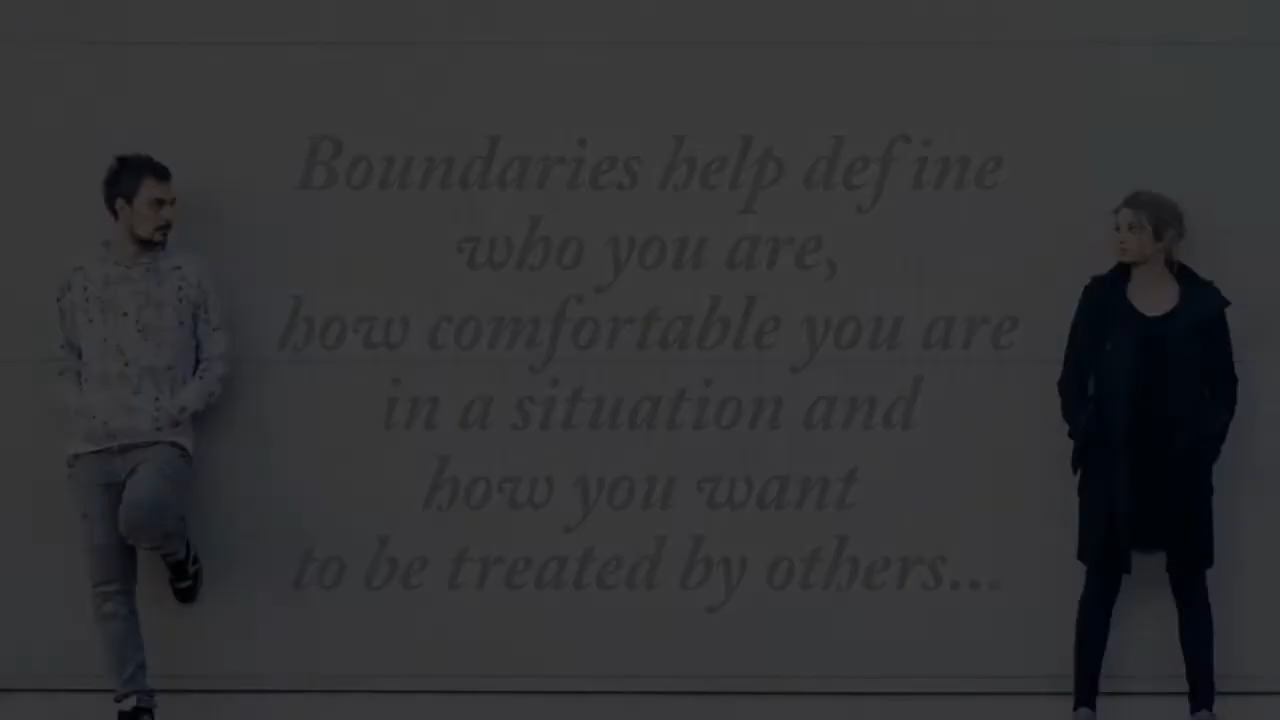 Boundaries help define
who you are,
how comfortable you are
in a situation and
how you want
to be treated by others...